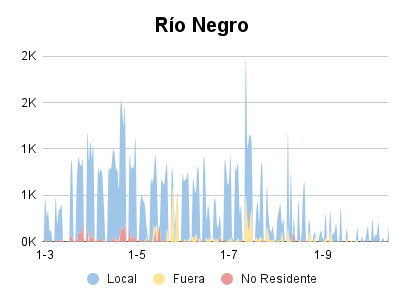 Río Negro
2K
2K
1K
1K
0K
1-3
1-5
1-7
1-9
Local
Fuera
No Residente